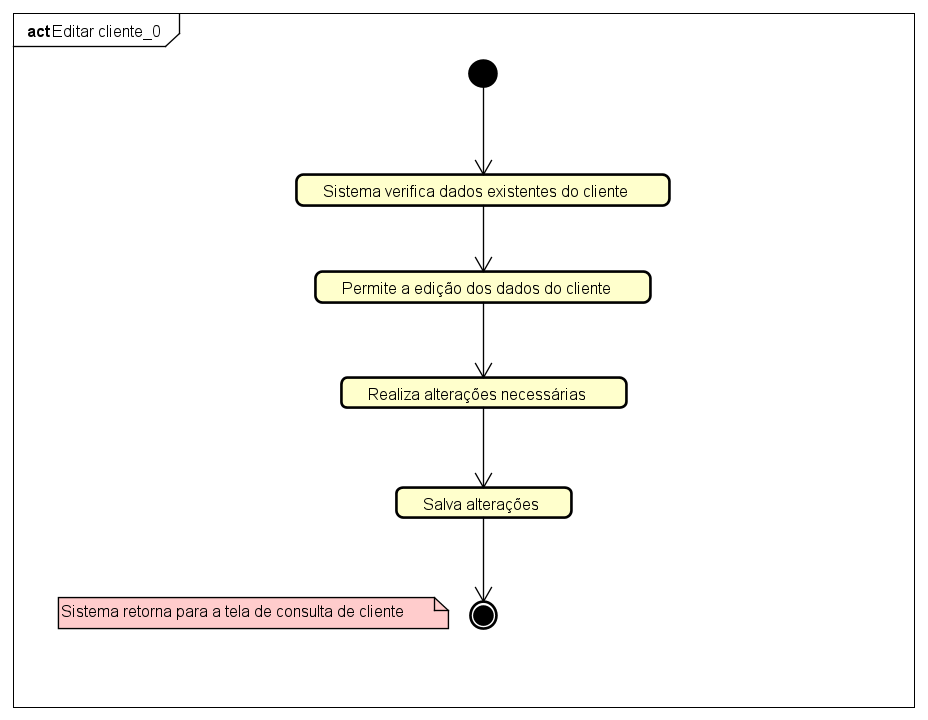 act Editar cliente_0
Sistema verifica dados existentes do cliente
Permite a edição dos dados do cliente
Realiza alterações necessárias
Salva alterações
Sistema retorna para a tela de consulta de cliente